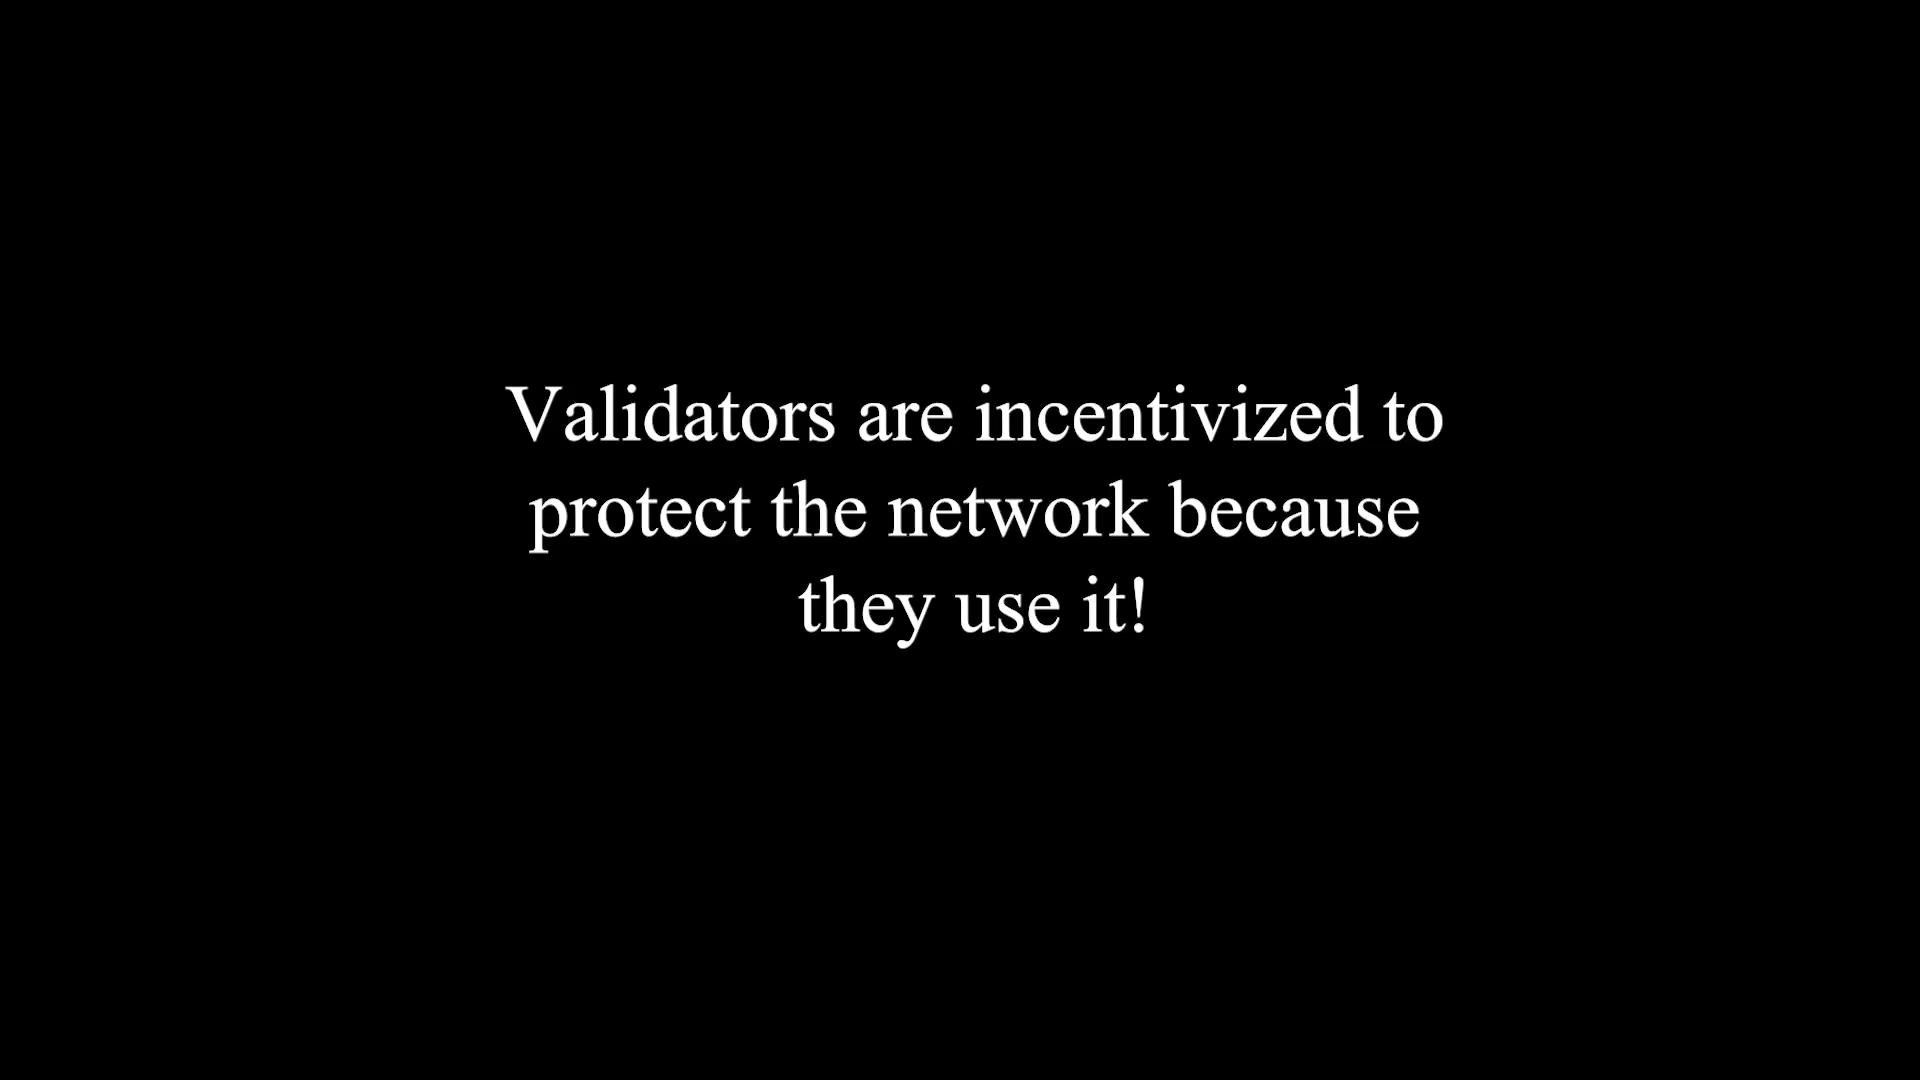 Validators are incentivized to
protect the network because
they use it!